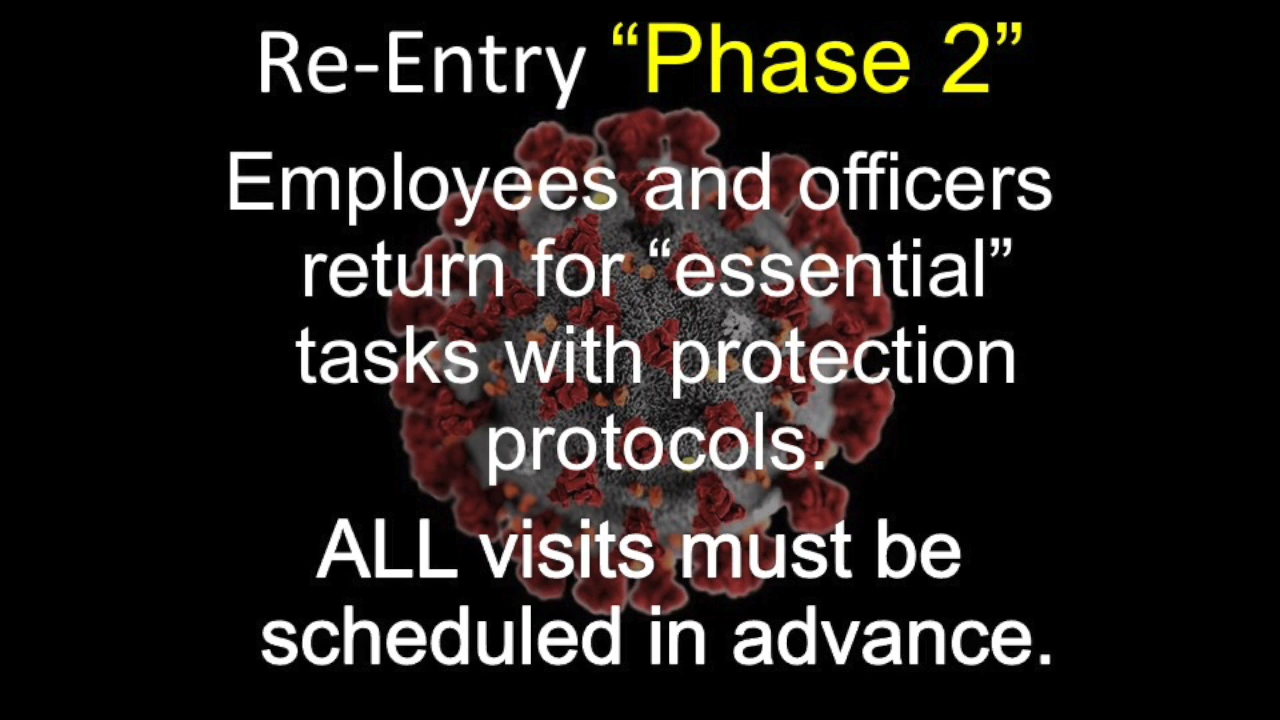 Re-Entry “Phase 2”
Employees and officers
return for “essential”
tasks with protection
protocols.
ALL visits must be
scheduled in advance.